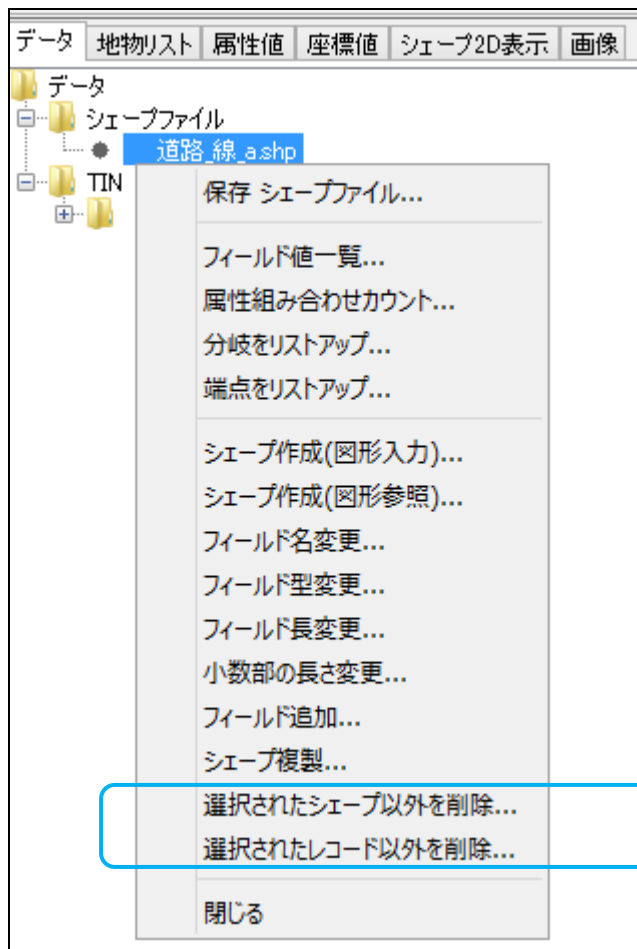 データ 地物リスト 属性値 座標値 シェープ2D表示 画像
データ
シェープファイル
道路_線_a.shp
TIN
保存 シェープファイル...
フィールド値一覧...
属性組み合わせカウント...
分岐をリストアップ...
端点をリストアップ...
シェープ作成(図形入力)...
シェープ作成(図形参照)...
フィールド名変更...
フィールド型変更...
フィールド長変更...
小数部の長さ変更...
フィールド追加...
シェープ複製...
選択されたシェープ以外を削除...
選択されたレコード以外を削除...
閉じる